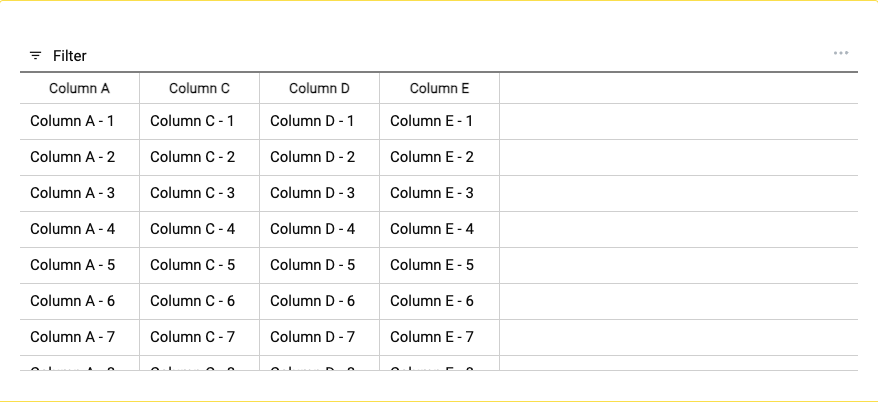 Filter
Column A Column C Column D Column E
Column A - 1 Column C - 1 Column D - 1 Column E - 1
Column A - 2 Column C - 2 Column D - 2 Column E - 2
Column A - 3 Column C - 3 Column D - 3 Column E - 3
Column A - 4 Column C - 4 Column D - 4 Column E - 4
Column A - 5 Column C - 5 Column D - 5 Column E - 5
Column A - 6 Column C - 6 Column D - 6 Column E - 6
Column A - 7 Column C - 7 Column D - 7 Column E - 7